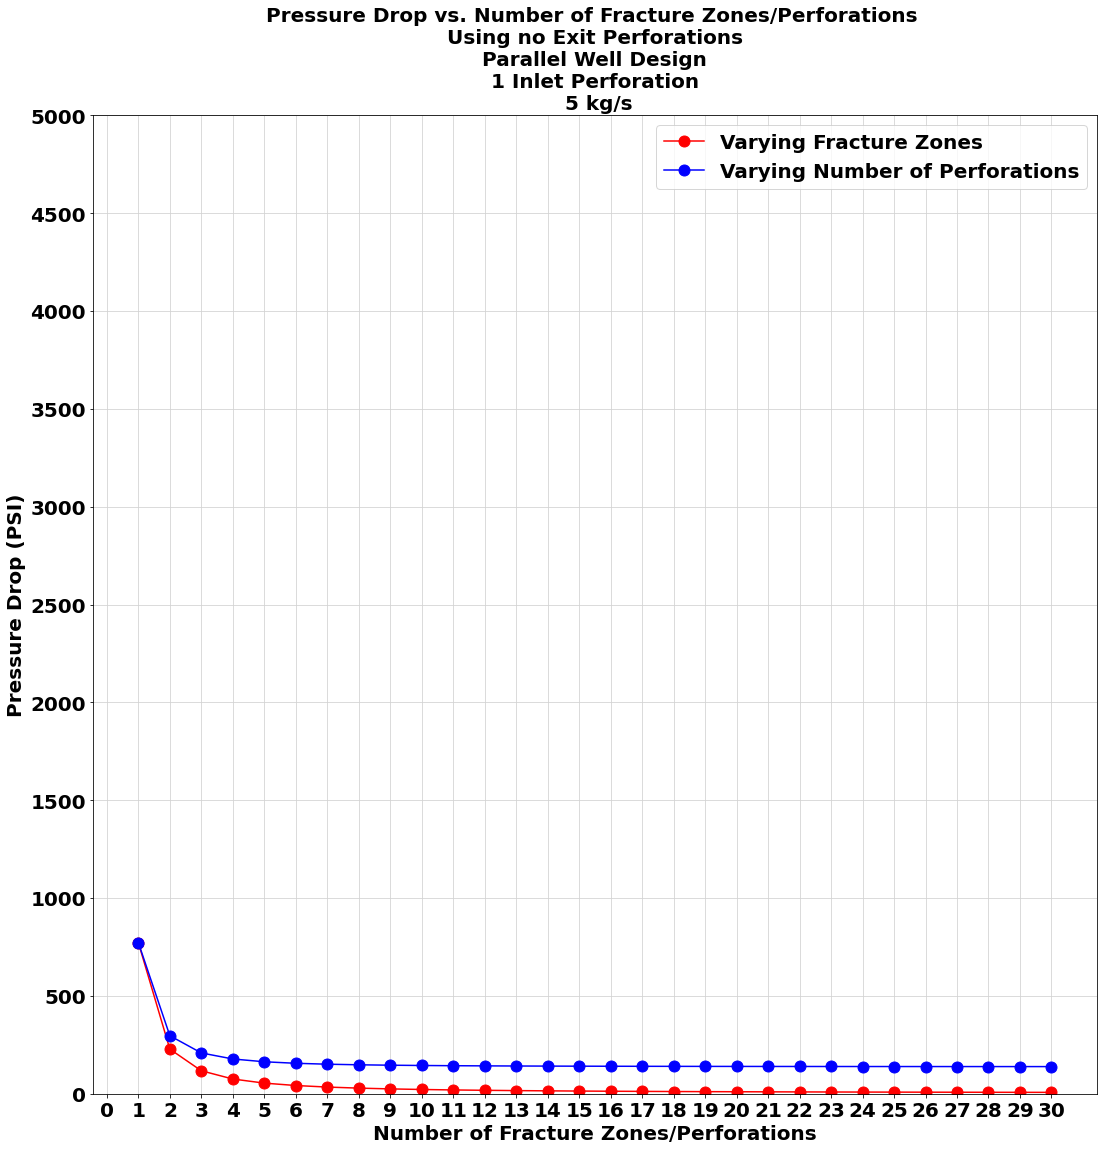 Pressure Drop vs. Number of Fracture Zones/Perforations
Using no Exit Perforations
Parallel Well Design
1 Inlet Perforation
5 kg/s
Varying Fracture Zones
Varying Number of Perforations
5000
4500
4000
3500
3000
2500
2000
1500
1000
500
0
Pressure Drop (PSI)
0 1 2 3 4 5 6 7 8 9 10 11 12 13 14 15 16 17 18 19 20 21 22 23 24 25 26 27 28 29 30
Number of Fracture Zones/Perforations